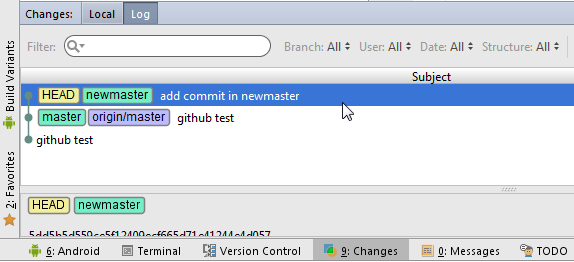 Changes: Local Log
Filter: Branch: All User: All Date: All Structure: All
Subject
HEAD newmaster add commit in newmaster
master origin/master github test
github test
HEAD newmaster
Build Variants
2: Favorites
6: Android Terminal Version Control 9: Changes 0: Messages TODO